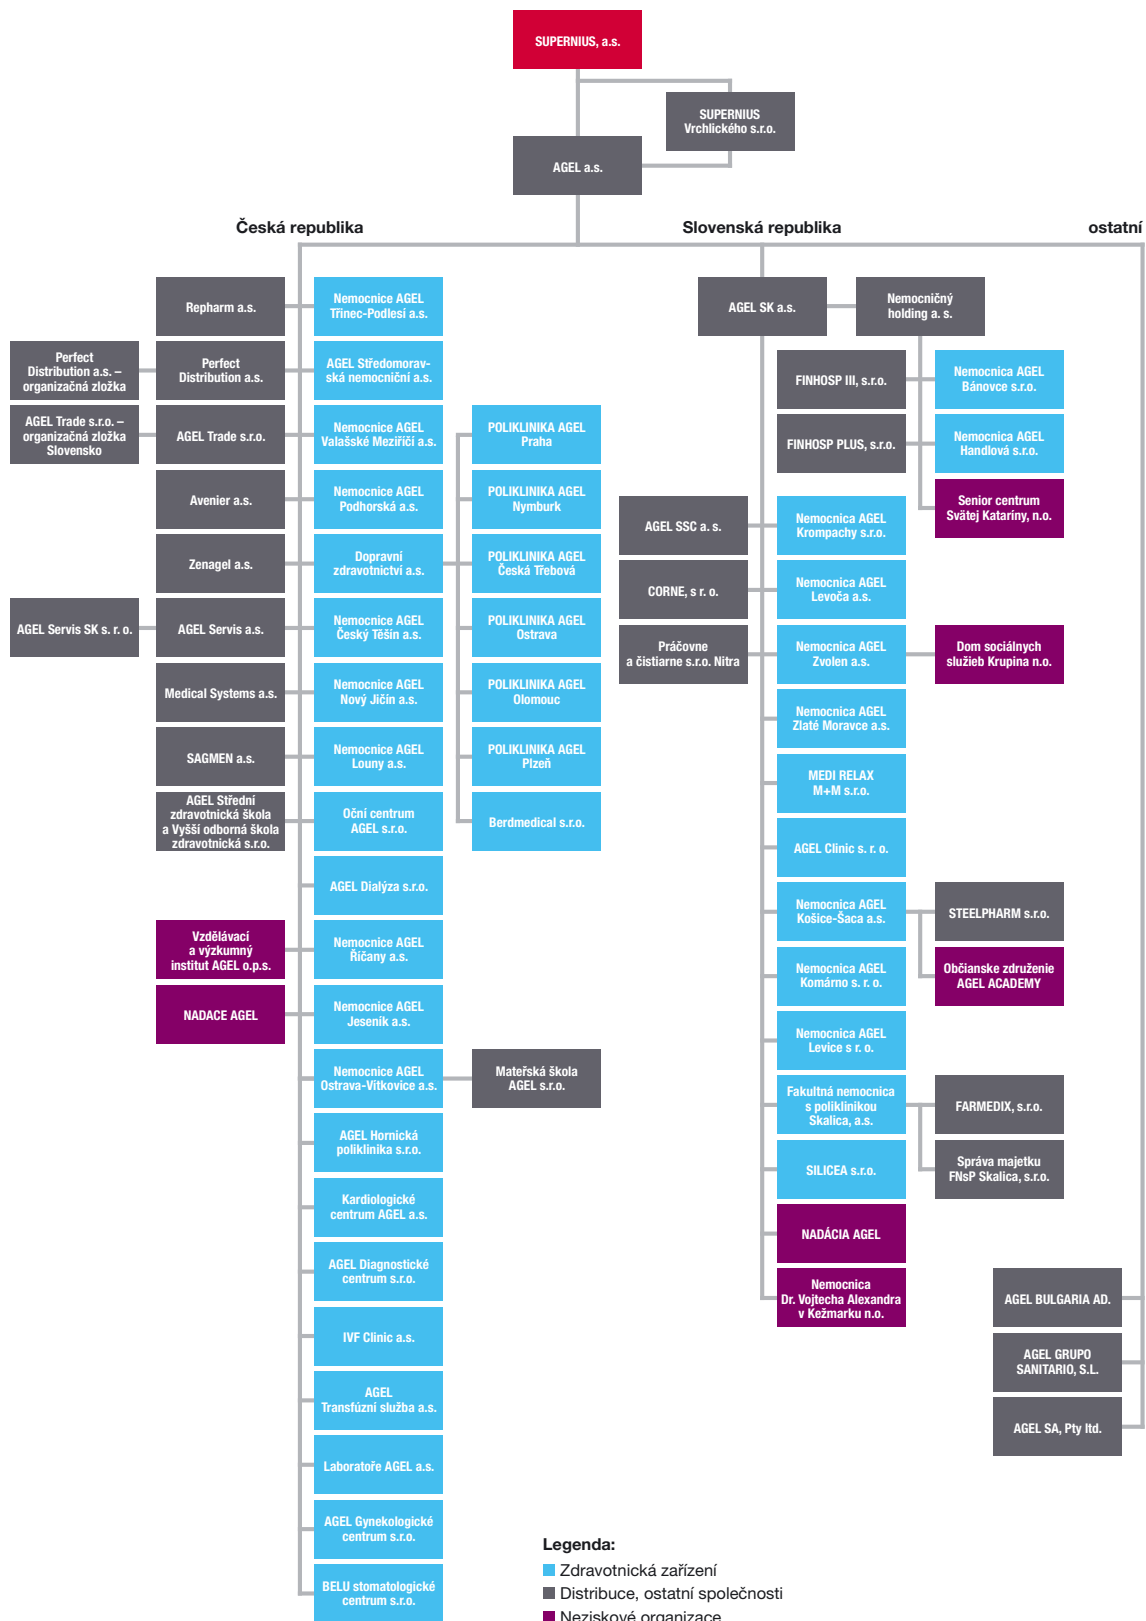 SUPERNIUS, a.s.
SUPERNIUS
Vrchlického s.r.o.
AGEL a.s.
Česká republika
Slovenská republika
ostatní
Repharm a.s.
Perfect
Distribution a.s. –
organizačná zložka
Perfect
Distribution a.s.
AGEL Trade s.r.o. –
organizačná zložka
Slovensko
AGEL Trade s.r.o.
Avenier a.s.
Zenagel a.s.
AGEL Servis SK s. r. o.
AGEL Servis a.s.
Medical Systems a.s.
SAGMEN a.s.
AGEL Střední
zdravotnická škola
a Vyšší odborná škola
zdravotnická s.r.o.
Vzdělávací
a výzkumný
institut AGEL o.p.s.
NADACE AGEL
Nemocnice AGEL
Třinec-Podlesí a.s.
AGEL Středomorav-
ská nemocniční a.s.
Nemocnice AGEL
Valašské Meziříčí a.s.
Nemocnice AGEL
Podhorská a.s.
Dopravní
zdravotnictví a.s.
Nemocnice AGEL
Český Těšín a.s.
Nemocnice AGEL
Nový Jičín a.s.
Nemocnice AGEL
Louny a.s.
Oční centrum
AGEL s.r.o.
AGEL Dialýza s.r.o.
Nemocnice AGEL
Říčany a.s.
Nemocnice AGEL
Jeseník a.s.
Nemocnice AGEL
Ostrava-Vítkovice a.s.
AGEL Hornická
poliklinika s.r.o.
Kardiologické
centrum AGEL a.s.
AGEL Diagnostické
centrum s.r.o.
IVF Clinic a.s.
AGEL
Transfúzní služba a.s.
Laboratoře AGEL a.s.
AGEL Gynekologické
centrum s.r.o.
BELU stomatologické
centrum s.r.o.
POLIKLINIKA AGEL
Praha
POLIKLINIKA AGEL
Nymburk
POLIKLINIKA AGEL
Česká Třebová
POLIKLINIKA AGEL
Ostrava
POLIKLINIKA AGEL
Olomouc
POLIKLINIKA AGEL
Plzeň
Berdmedical s.r.o.
Mateřská škola
AGEL s.r.o.
AGEL SK a.s.
Nemocničný
holding a. s.
FINHOSP III, s.r.o.
FINHOSP PLUS, s.r.o.
Nemocnica AGEL
Bánovce s.r.o.
Nemocnica AGEL
Handlová s.r.o.
Senior centrum
Svätej Kataríny, n.o.
AGEL SSC a. s.
CORNE, s r. o.
Práčovne
a čistiarne s.r.o. Nitra
Nemocnica AGEL
Krompachy s.r.o.
Nemocnica AGEL
Levoča a.s.
Nemocnica AGEL
Zvolen a.s.
Dom sociálnych
služieb Krupina n.o.
Nemocnica AGEL
Zlaté Moravce a.s.
MEDI RELAX
M+M s.r.o.
AGEL Clinic s. r. o.
Nemocnica AGEL
Košice-Šaca a.s.
STEELPHARM s.r.o.
Nemocnica AGEL
Komárno s. r. o.
Občianske združenie
AGEL ACADEMY
Nemocnica AGEL
Levice s r. o.
Fakultná nemocnica
s poliklinikou
Skalica, a.s.
FARMEDIX, s.r.o.
SILICEA s.r.o.
Správa majetku
FNsP Skalica, s.r.o.
NADÁCIA AGEL
Nemocnica
Dr. Vojtecha Alexandra
v Kežmarku n.o.
AGEL BULGARIA AD.
AGEL GRUPO
SANITARIO, S.L.
AGEL SA, Pty ltd.
Legenda:
Zdravotnická zařízení
Distribuce, ostatní společnosti
Neziskové organizace